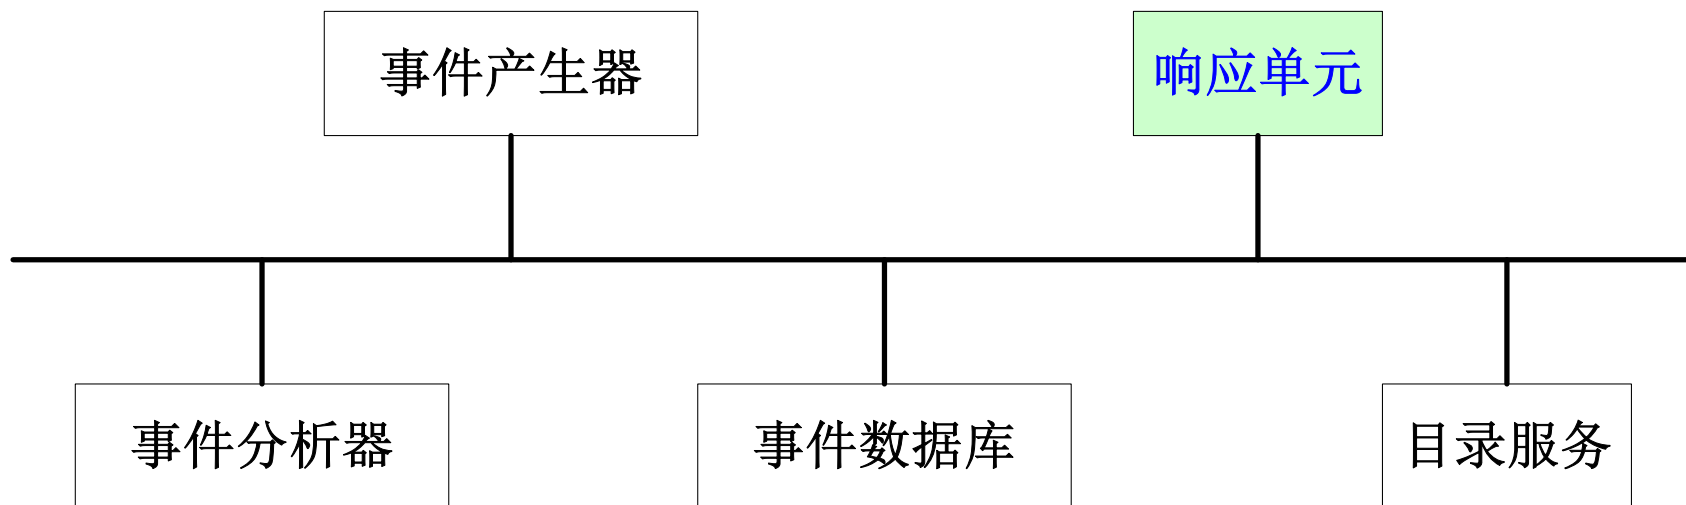 事件产生器
响应单元
事件分析器
事件数据库
目录服务